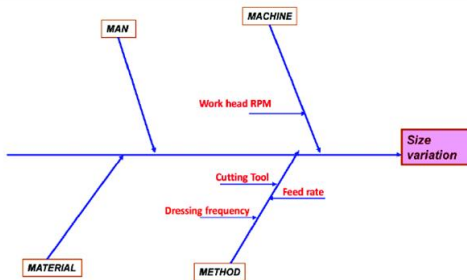 MACHINE
MAN
Work head RPM
Size
variation
Cutting Tool
Feed rate
Dressing frequency
MATERIAL
METHOD